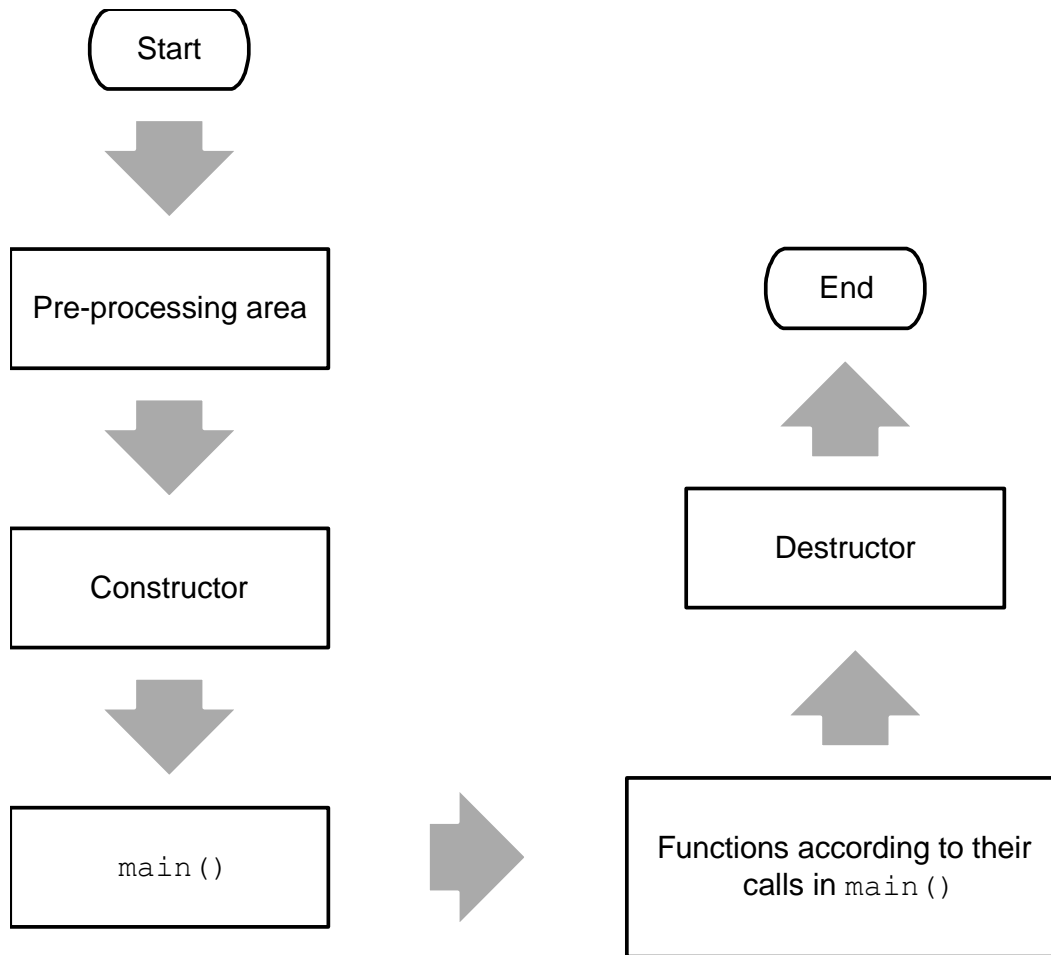 Start
Pre-processing area
Constructor
main()
Functions according to their
calls in main()
Destructor
End